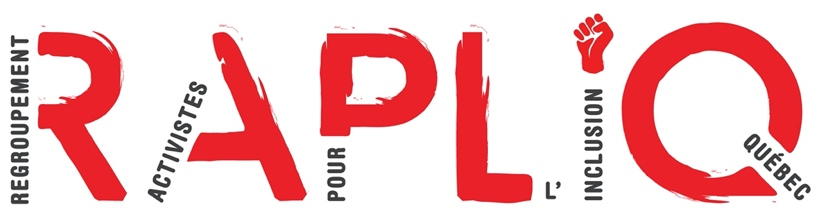 REGROUPEMENT
RAPLIQ
ACTIVISTES
POUR
L'
INCLUSION
QUÉBEC